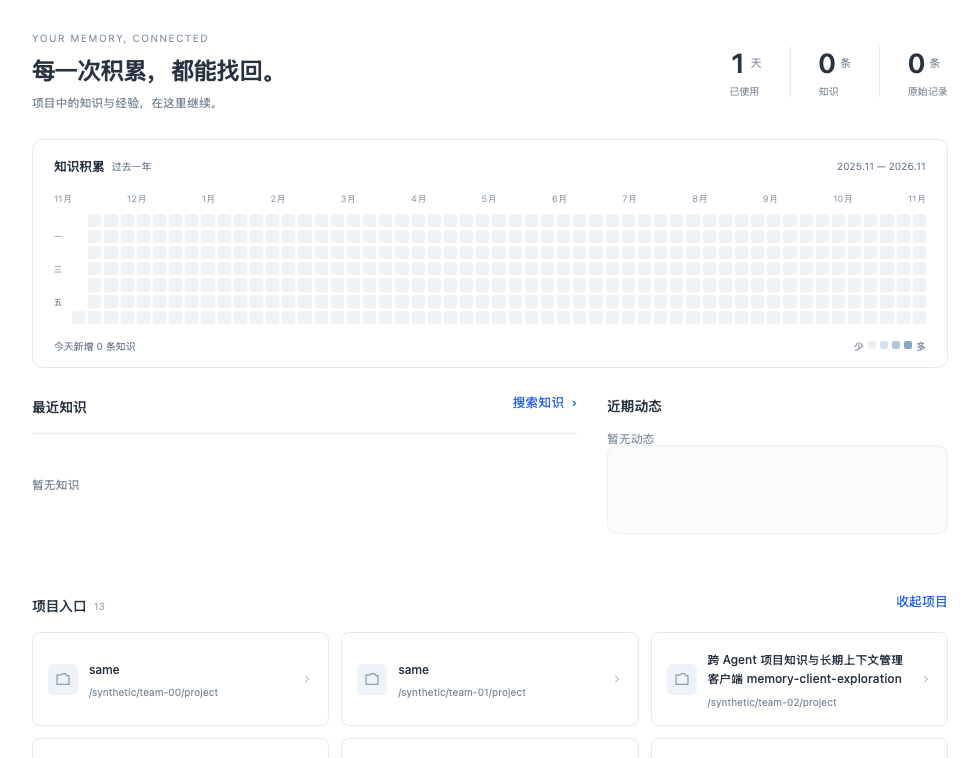 YOUR MEMORY, CONNECTED
每一次积累，都能找回。
项目中的知识与经验，在这里继续。
1 天
已使用
0 条
知识
0 条
原始记录
知识积累 过去一年
2025.11 — 2026.11
11月 12月 1月 2月 3月 4月 5月 6月 7月 8月 9月 10月 11月
一
三
五
今天新增 0 条知识
少 多
最近知识
搜索知识 ›
暂无知识
近期动态
暂无动态
项目入口 13
收起项目
same
/synthetic/team-00/project
same
/synthetic/team-01/project
跨 Agent 项目知识与长期上下文管理
客户端 memory-client-exploration
/synthetic/team-02/project